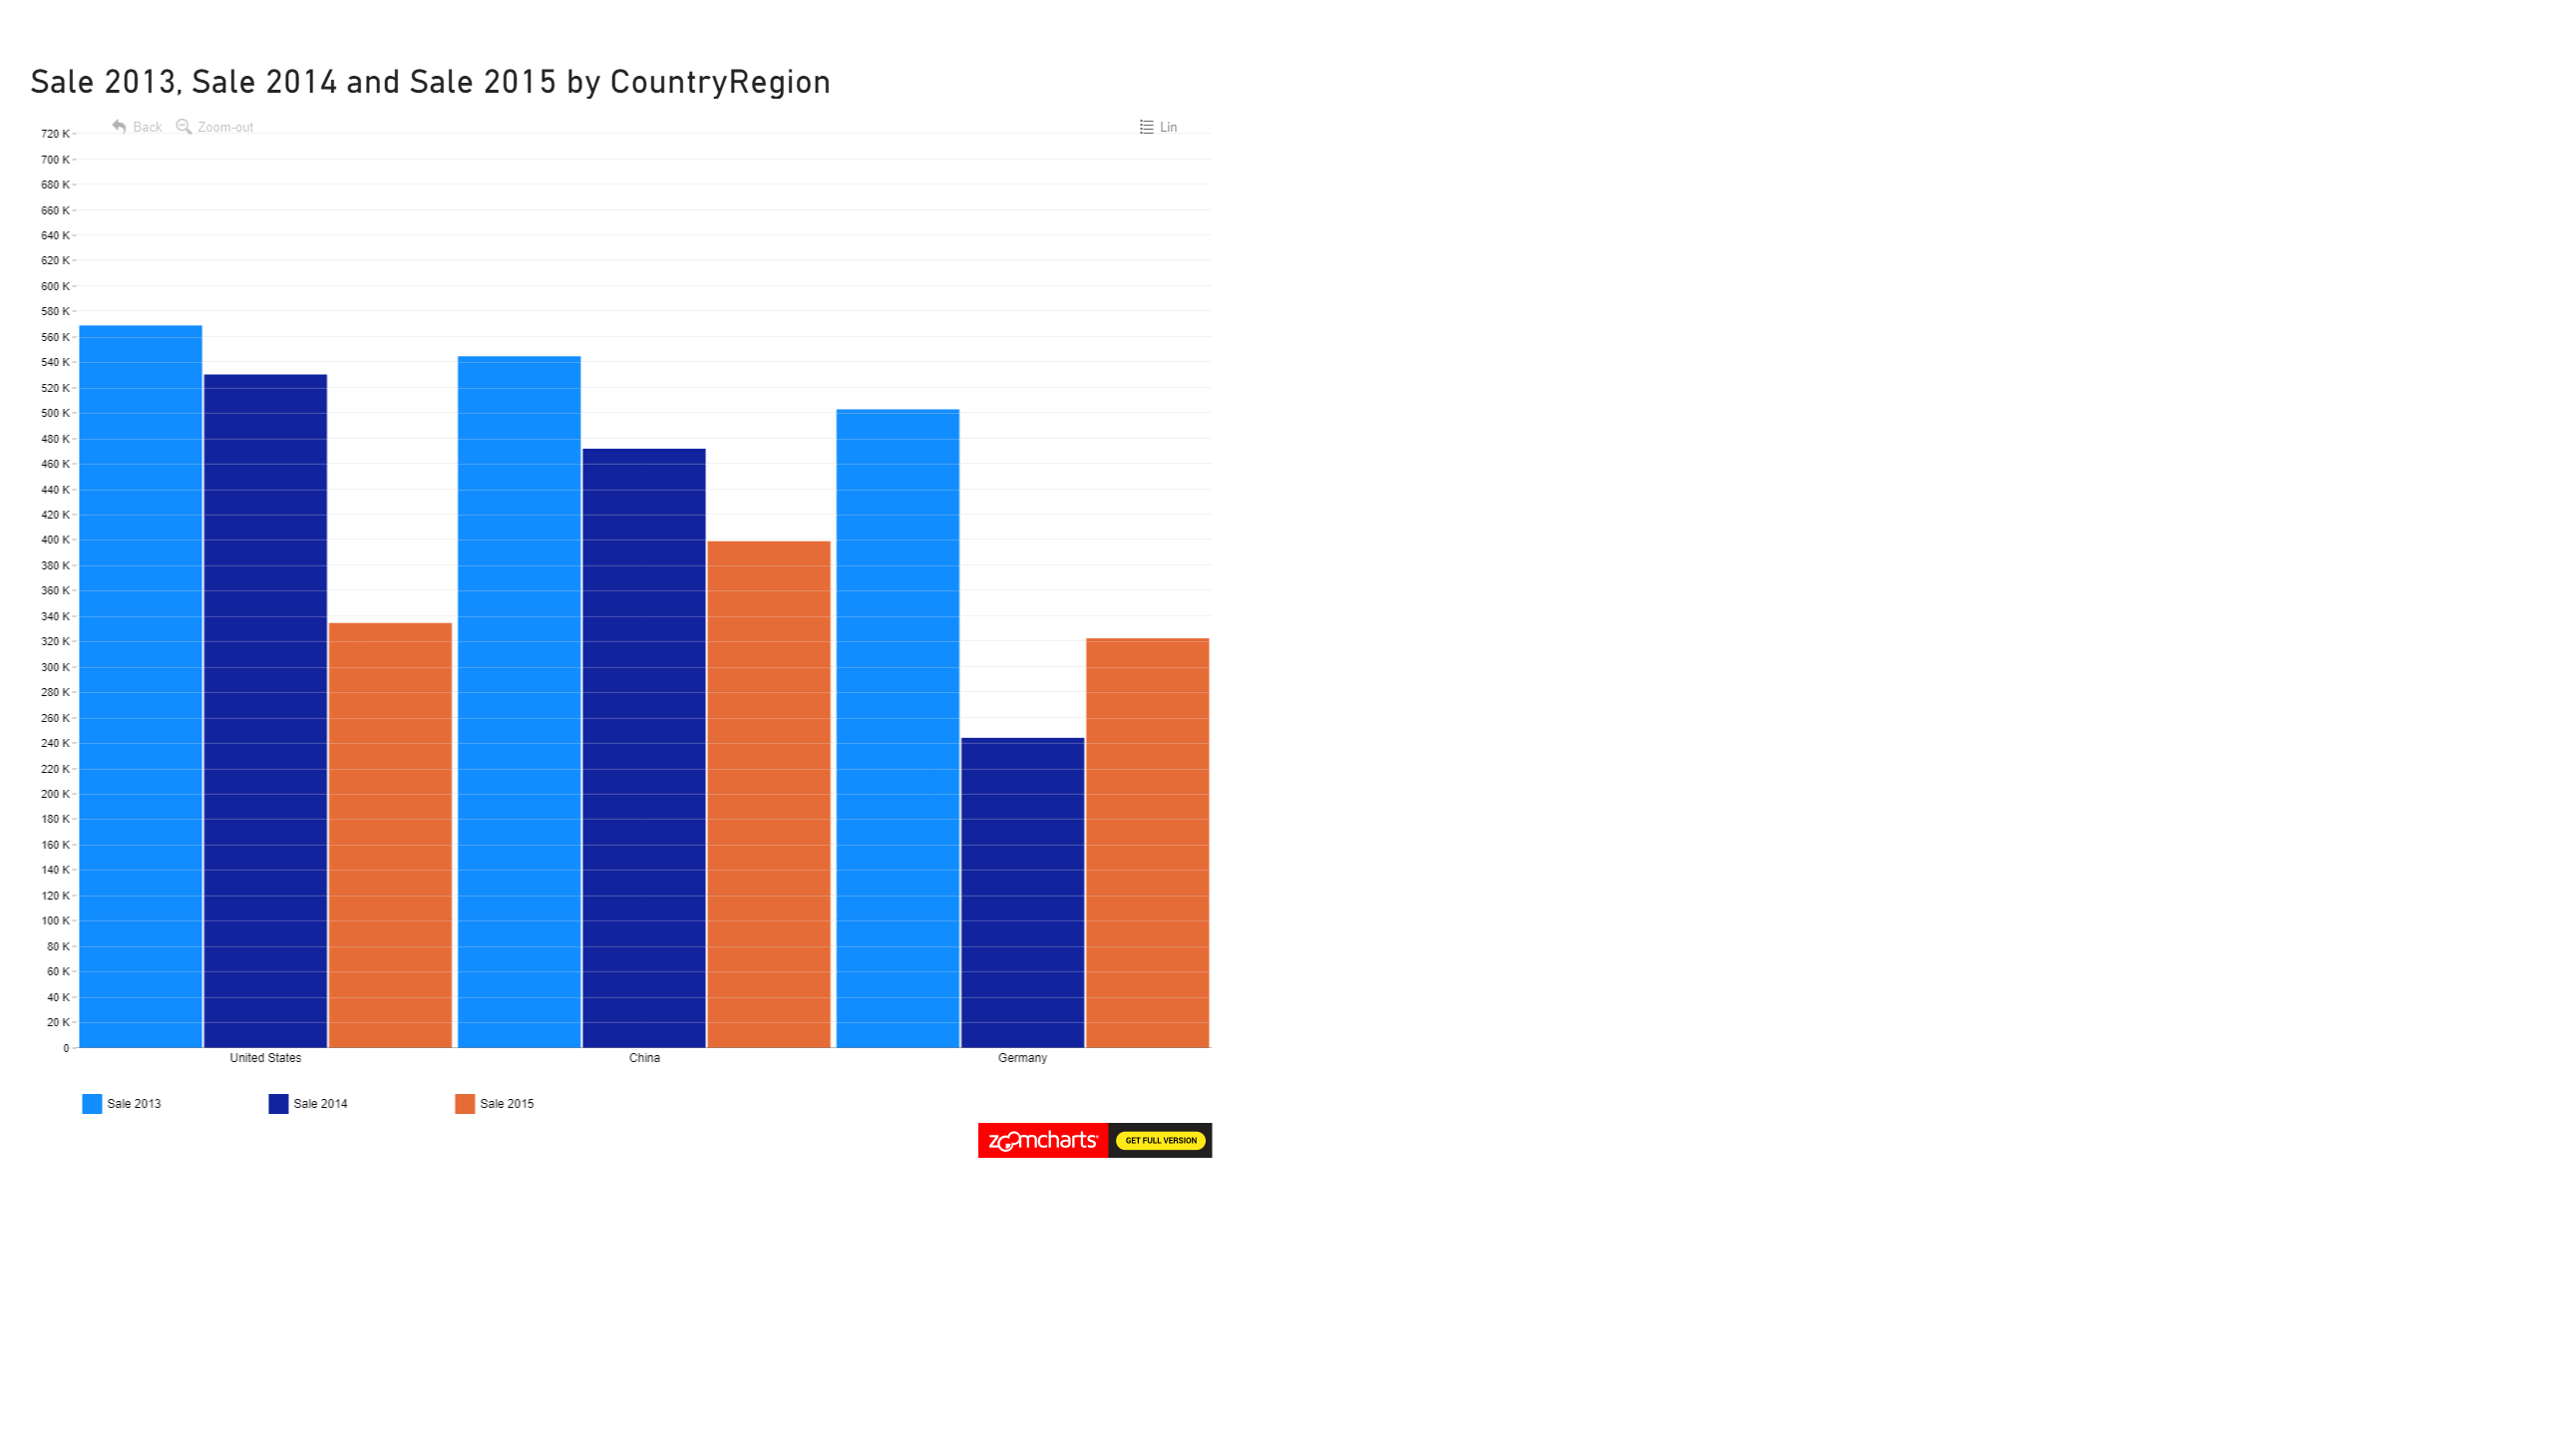 Sale 2013, Sale 2014 and Sale 2015 by CountryRegion
Back Zoom-out Lin
720 K
700 K
680 K
660 K
640 K
620 K
600 K
580 K
560 K
540 K
520 K
500 K
480 K
460 K
440 K
420 K
400 K
380 K
360 K
340 K
320 K
300 K
280 K
260 K
240 K
220 K
200 K
180 K
160 K
140 K
120 K
100 K
80 K
60 K
40 K
20 K
0
United States China Germany
Sale 2013 Sale 2014 Sale 2015
zoomcharts GET FULL VERSION